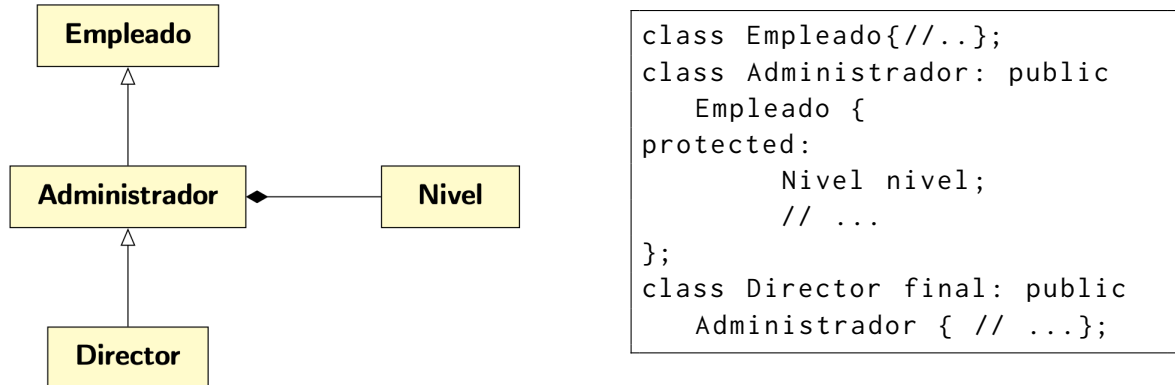 Empleado
Administrador
Nivel
Director
class Empleado{//..};
class Administrador: public
Empleado {
protected:
Nivel nivel;
// ...
};
class Director final: public
Administrador { // ...};